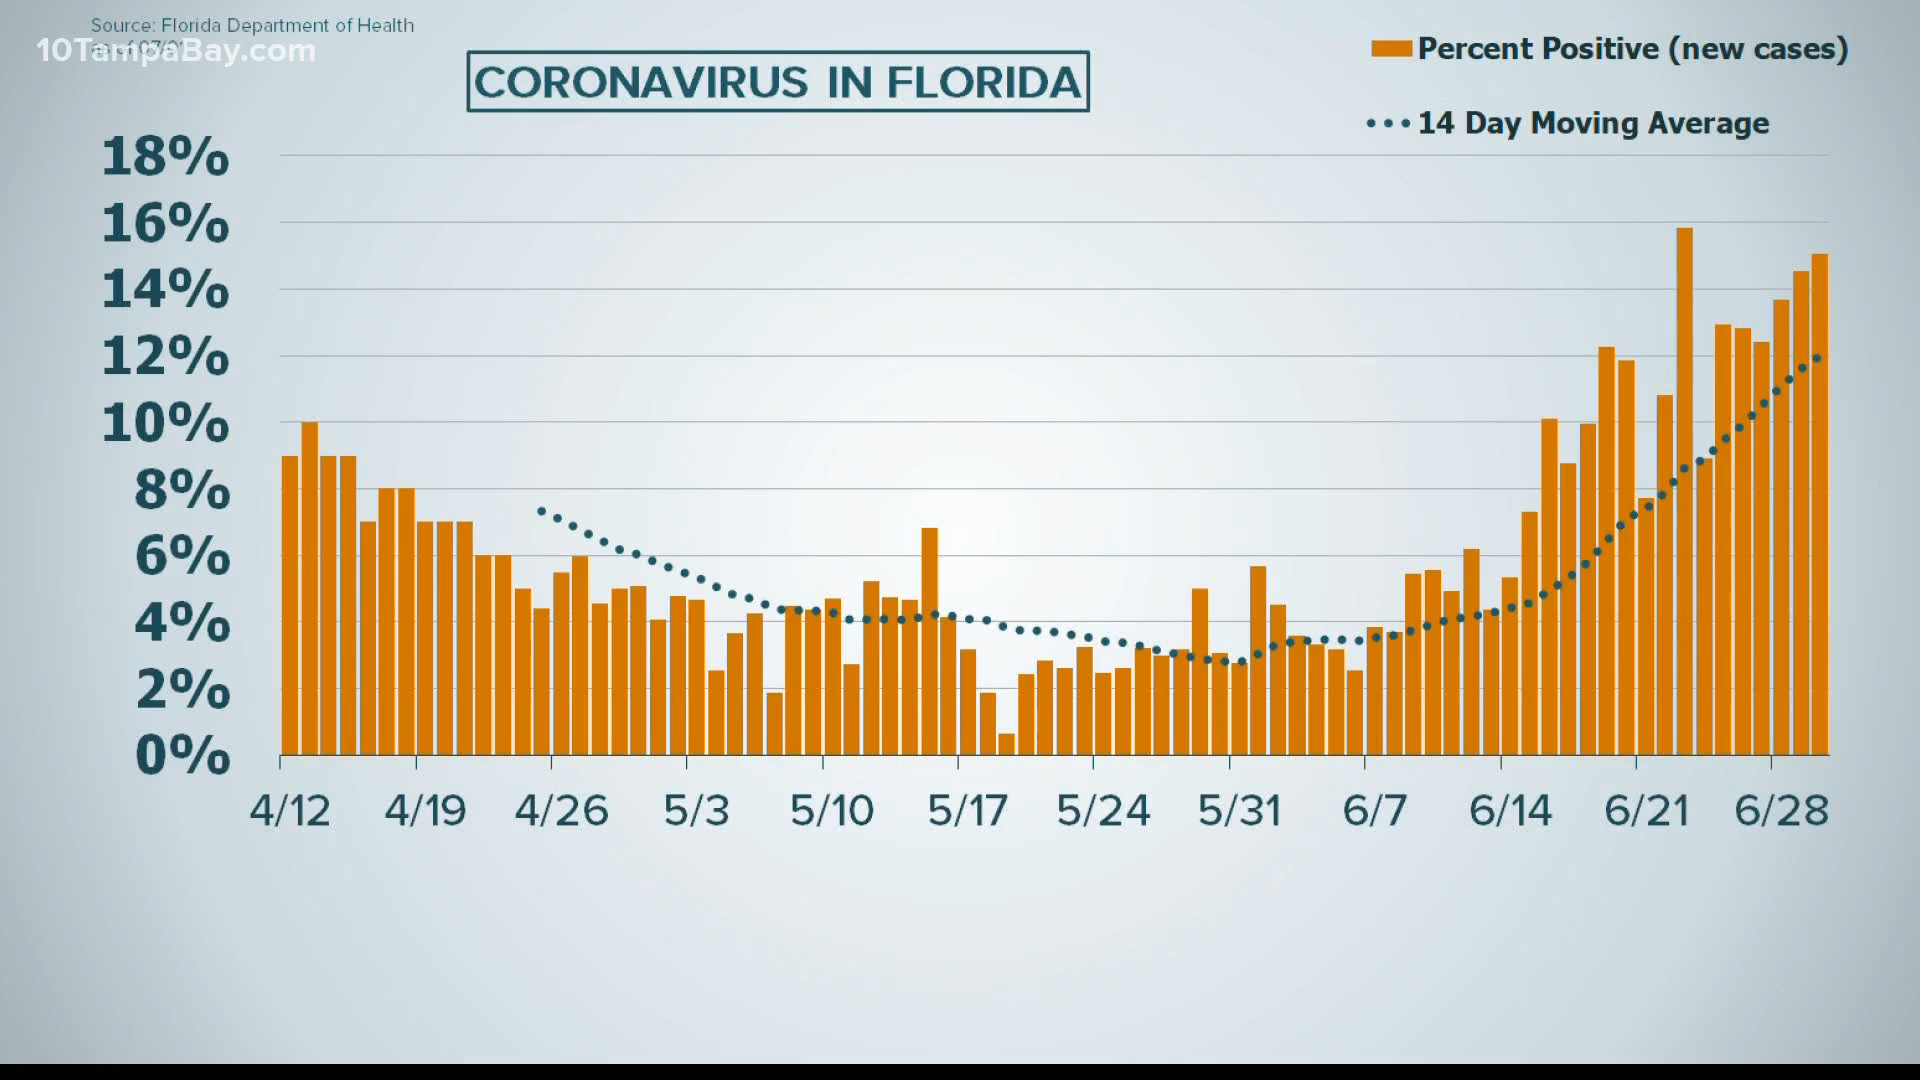 Source: Florida Department of Health
10TampaBay.com
CORONAVIRUS IN FLORIDA
Percent Positive (new cases)
14 Day Moving Average
18%
16%
14%
12%
10%
8%
6%
4%
2%
0%
4/12 4/19 4/26 5/3 5/10 5/17 5/24 5/31 6/7 6/14 6/21 6/28